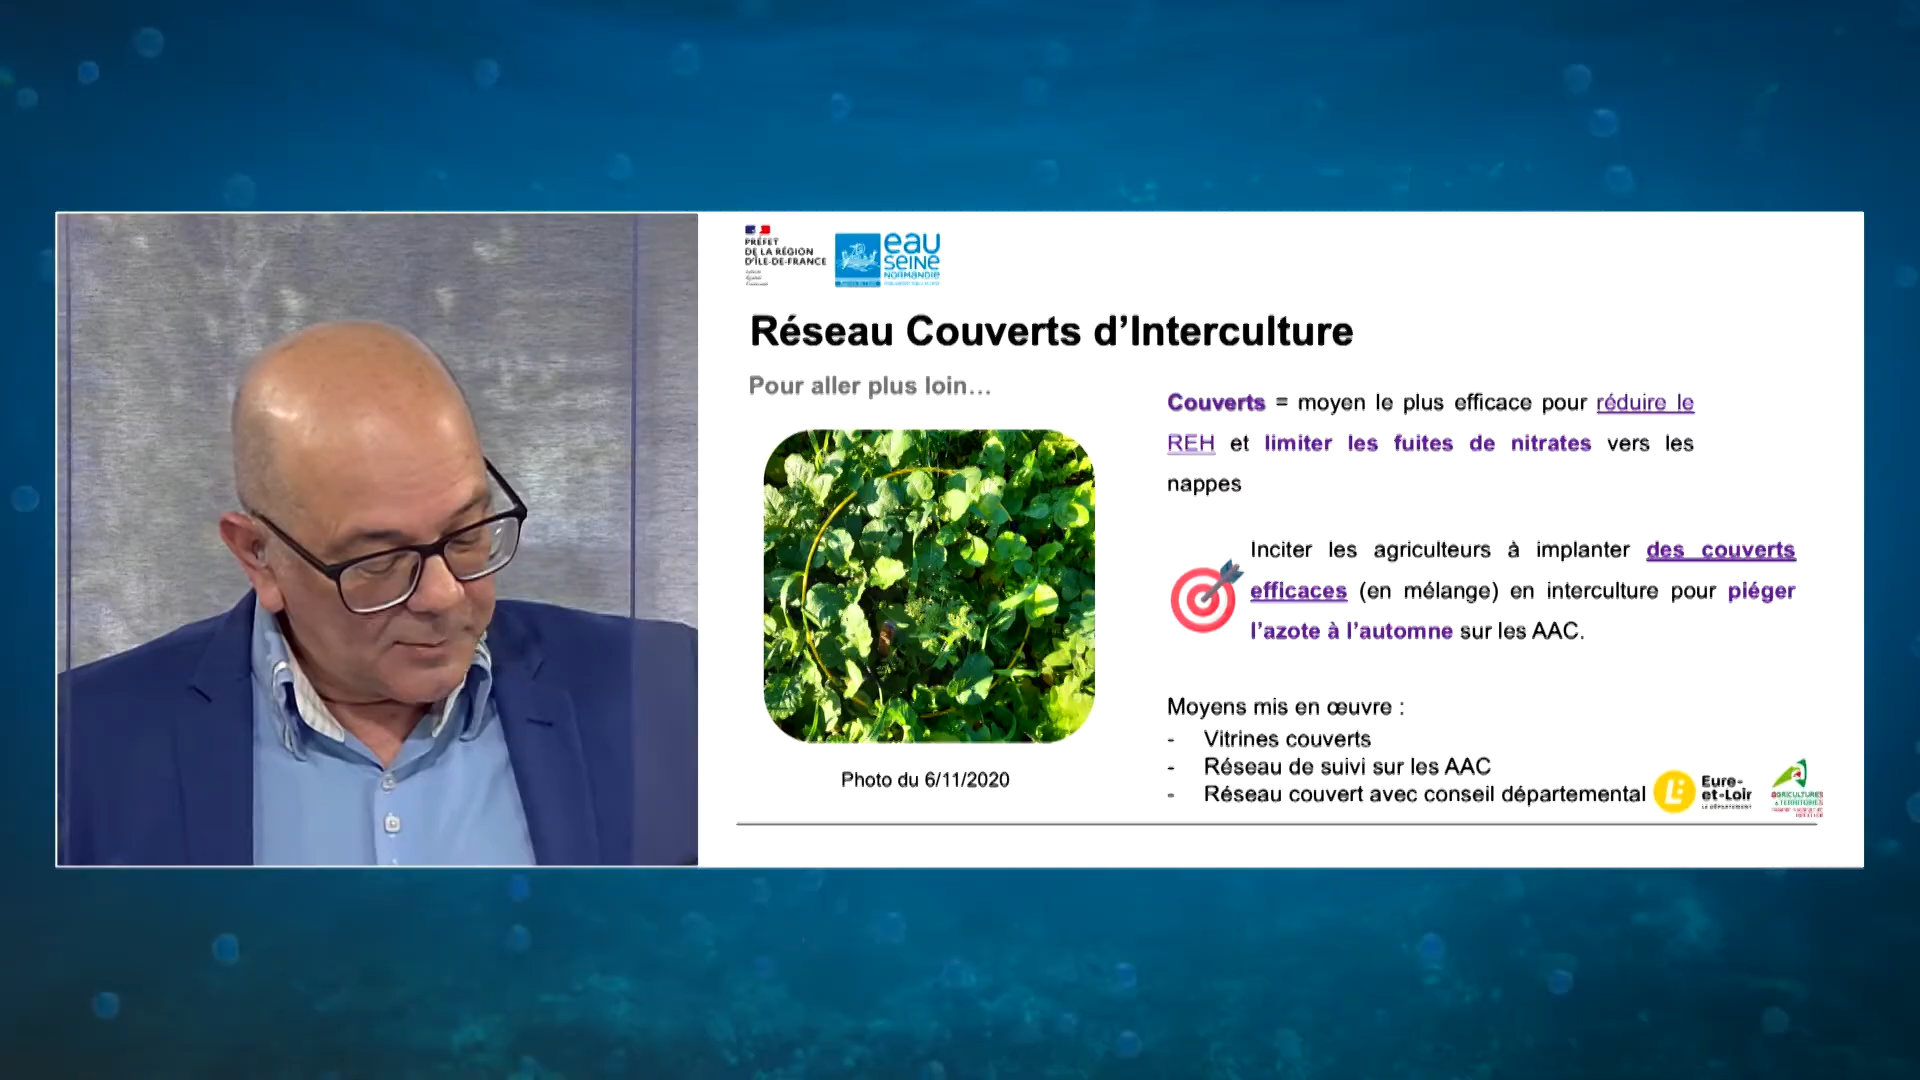 PRÉFET
DE LA RÉGION
D'ÎLE-DE-FRANCE
eau
seine
NORMANDIE
Réseau Couverts d’Interculture
Pour aller plus loin…
Couverts = moyen le plus efficace pour réduire le
REH et limiter les fuites de nitrates vers les
nappes
Inciter les agriculteurs à implanter des couverts
efficaces (en mélange) en interculture pour piéger
l’azote à l’automne sur les AAC.
Photo du 6/11/2020
Moyens mis en œuvre :
- Vitrines couverts
- Réseau de suivi sur les AAC
- Réseau couvert avec conseil départemental
Eure-
et-Loir
LE DÉPARTEMENT
AGRICULTURES
& TERRITOIRES